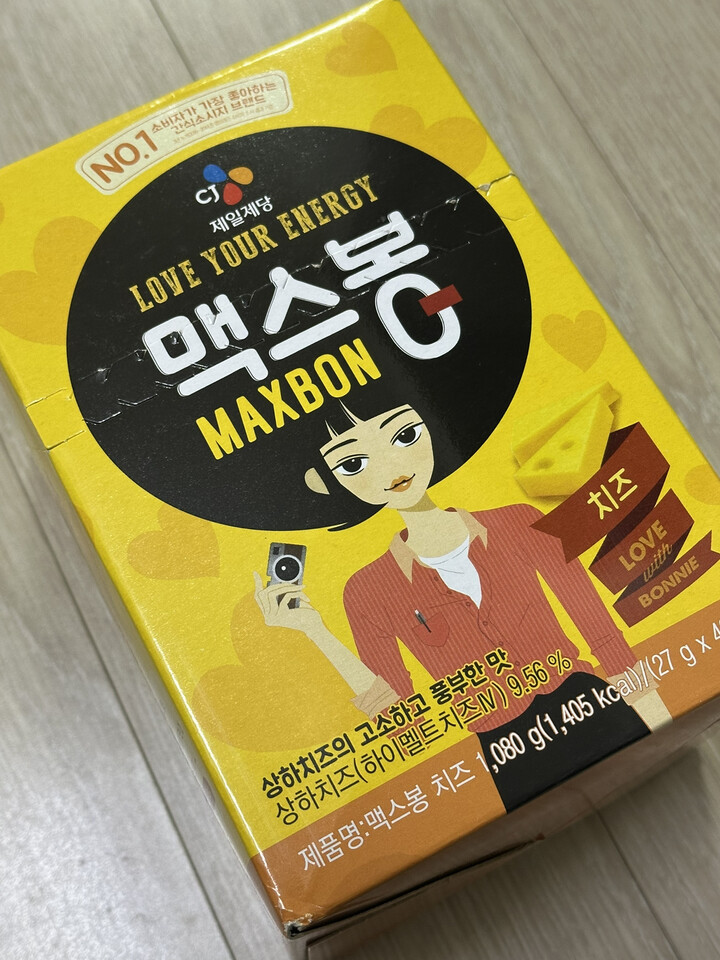 NO.1 소비자가 가장 좋아하는
간식소시지 브랜드
CJ
제일제당
LOVE YOUR ENERGY
맥스봉
MAXBON
치즈
LOVE
with
BONNIE
상하치즈의 고소하고 풍부한 맛
상하치즈(하이멜트치즈Ⅳ) 9.56 %
제품명:맥스봉 치즈 1,080 g(1,405 kcal)/(27 g x